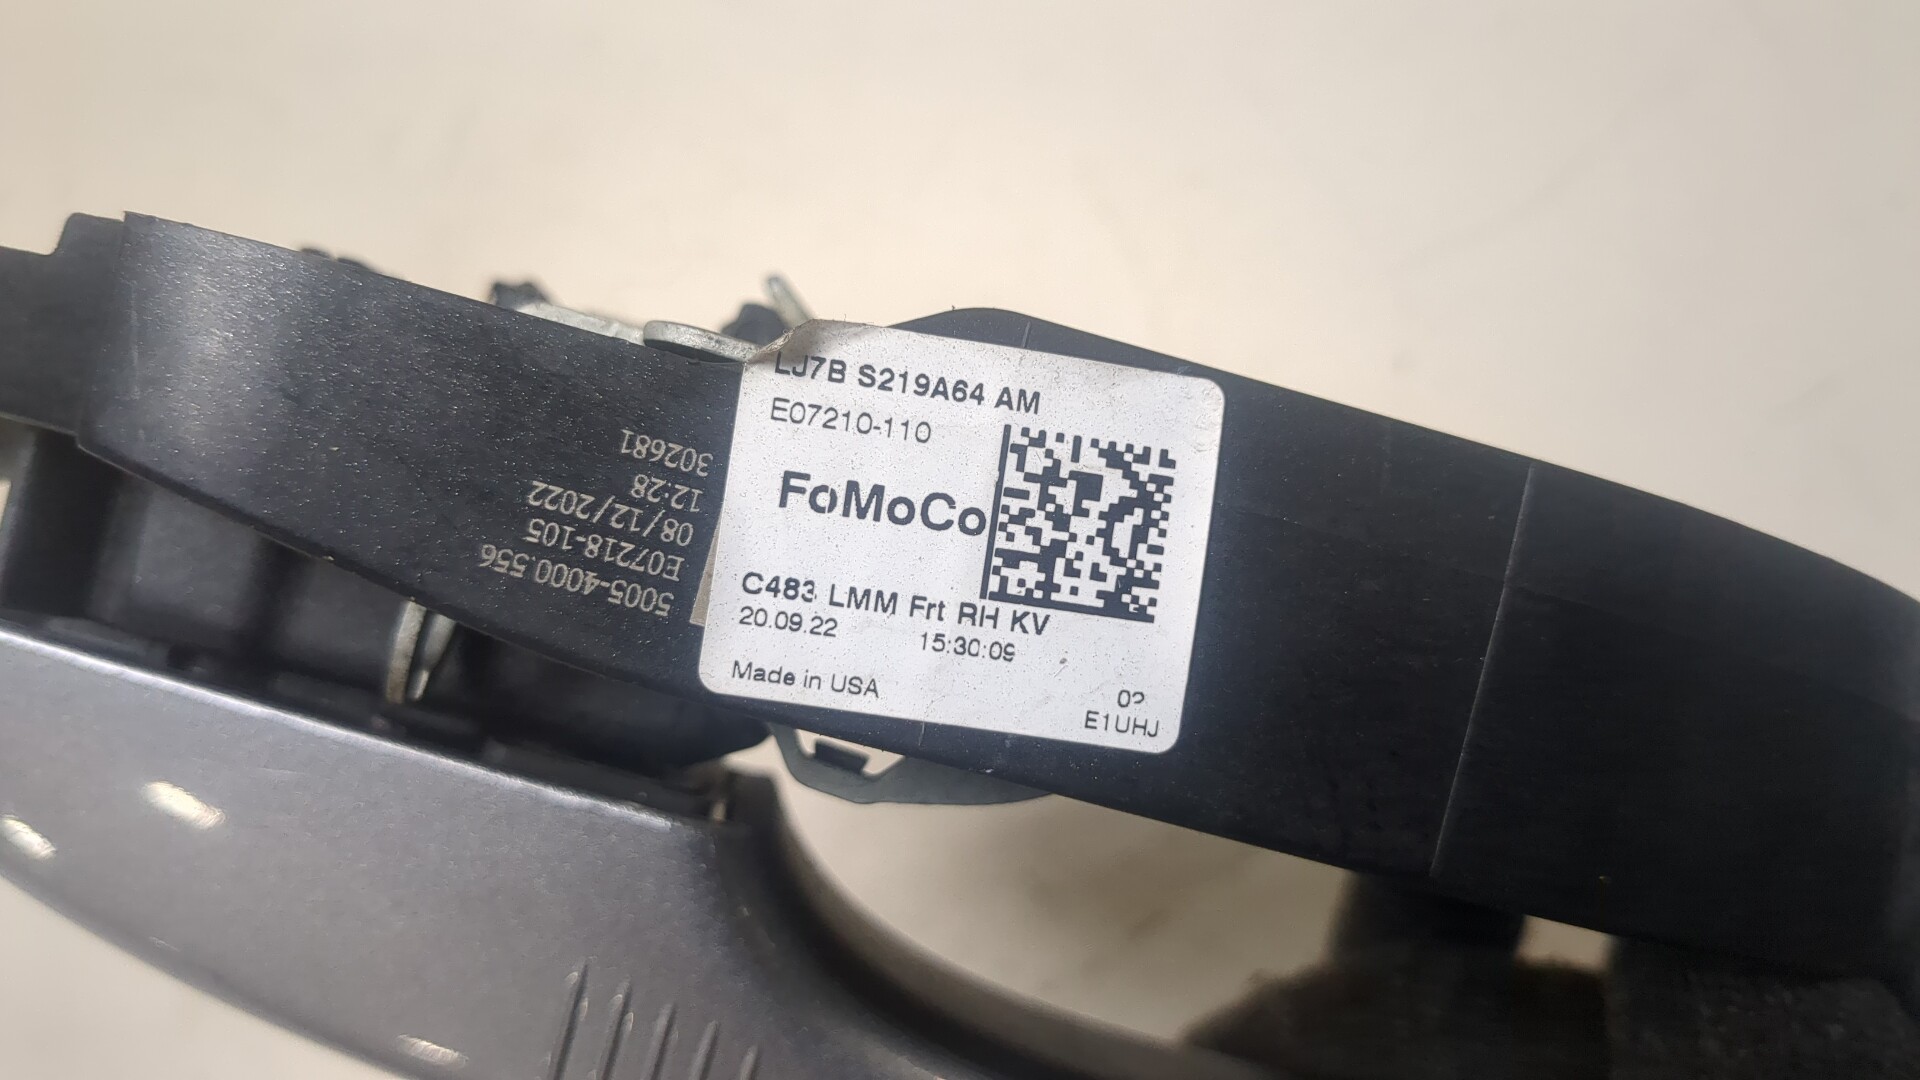 LJ7B S219A64 AM
E07210-110
FoMoCo
C483 LMM Frt RH KV
20.09.22 15:30:09
Made in USA
02
E1UHJ
5005-4000.556
E07218-105
08/12/2022
12:28
302681